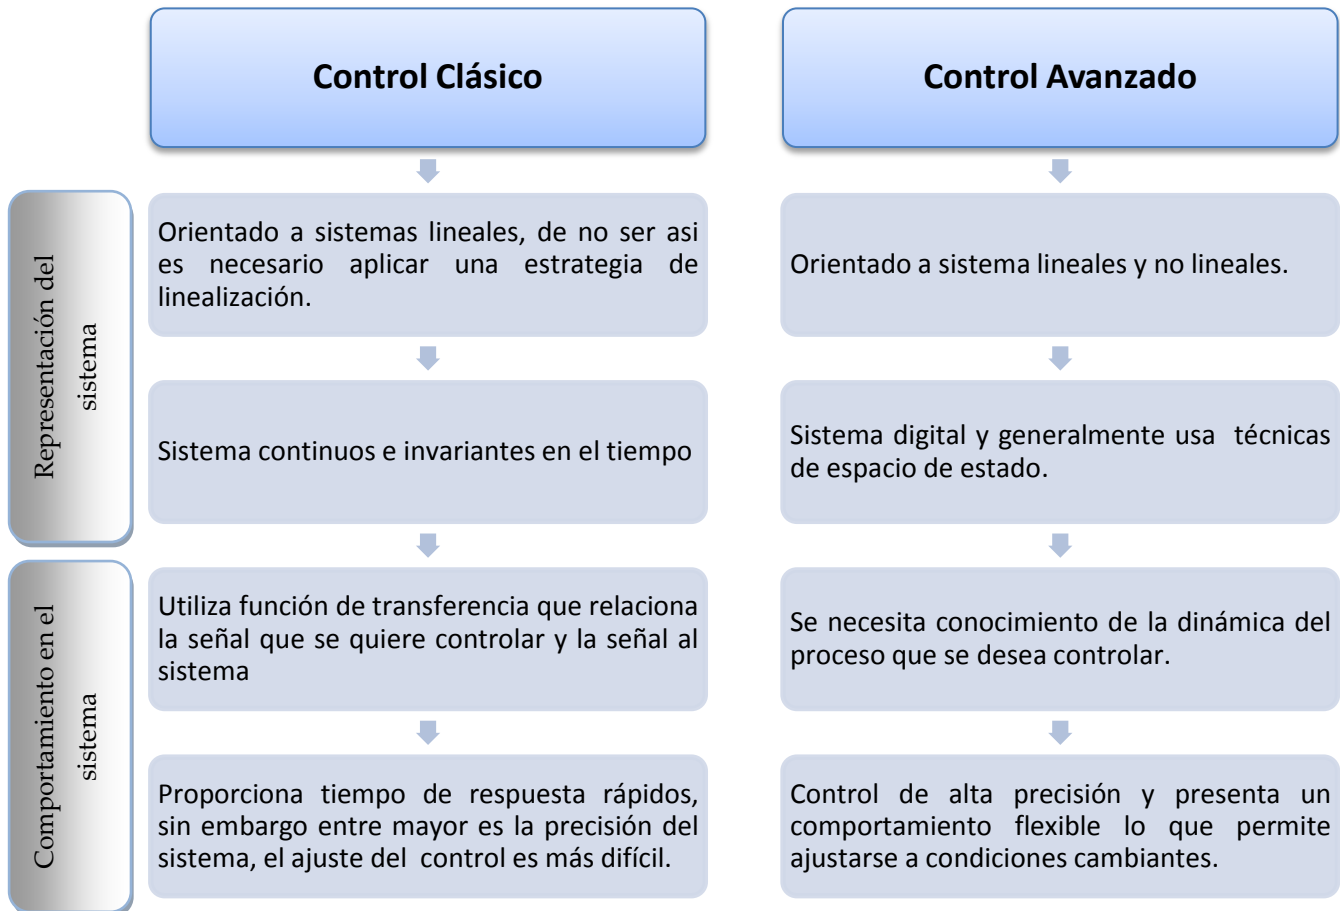 Control Clásico
Control Avanzado
Representación del
sistema
Orientado a sistemas lineales, de no ser asi
es necesario aplicar una estrategia de
linealización.
Orientado a sistema lineales y no lineales.
Sistema continuos e invariantes en el tiempo
Sistema digital y generalmente usa técnicas
de espacio de estado.
Comportamiento en el
sistema
Utiliza función de transferencia que relaciona
la señal que se quiere controlar y la señal al
sistema
Se necesita conocimiento de la dinámica del
proceso que se desea controlar.
Proporciona tiempo de respuesta rápidos,
sin embargo entre mayor es la precisión del
sistema, el ajuste del control es más difícil.
Control de alta precisión y presenta un
comportamiento flexible lo que permite
ajustarse a condiciones cambiantes.